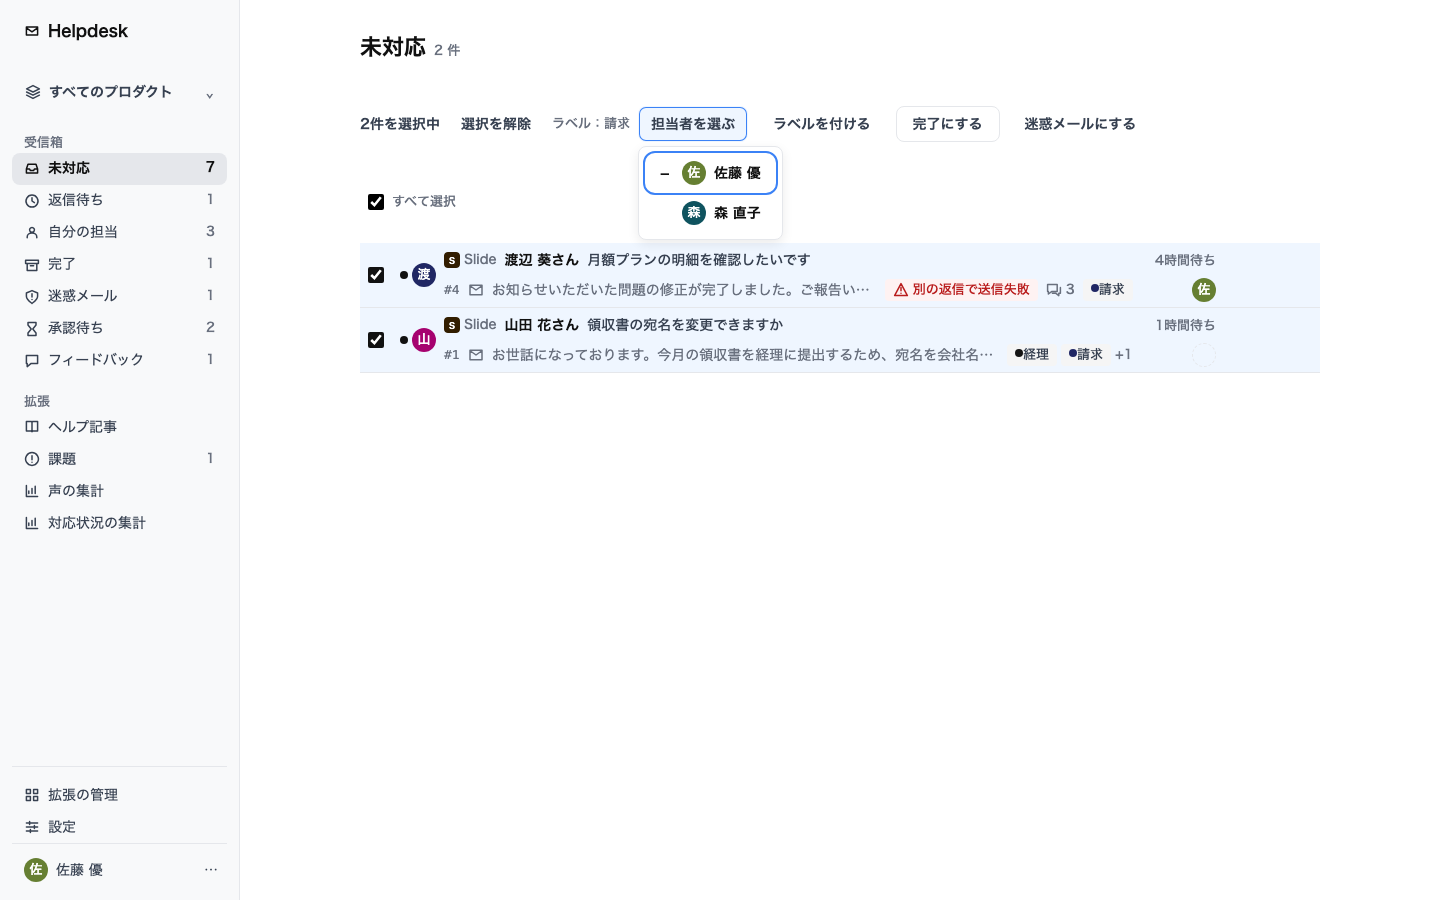 Helpdesk
すべてのプロダクト
受信箱
未対応 7
返信待ち 1
自分の担当 3
完了 1
迷惑メール 1
承認待ち 2
フィードバック 1
拡張
ヘルプ記事
課題 1
声の集計
対応状況の集計
拡張の管理
設定
佐 佐藤 優 …
未対応 2 件
2件を選択中 選択を解除 ラベル：請求 担当者を選ぶ ラベルを付ける 完了にする 迷惑メールにする
– 佐 佐藤 優
森 森 直子
すべて選択
渡 s Slide 渡辺 葵さん 月額プランの明細を確認したいです 4時間待ち
#4 お知らせいただいた問題の修正が完了しました。ご報告い… 別の返信で送信失敗 3 請求 佐
山 s Slide 山田 花さん 領収書の宛名を変更できますか 1時間待ち
#1 お世話になっております。今月の領収書を経理に提出するため、宛名を会社名… 経理 請求 +1